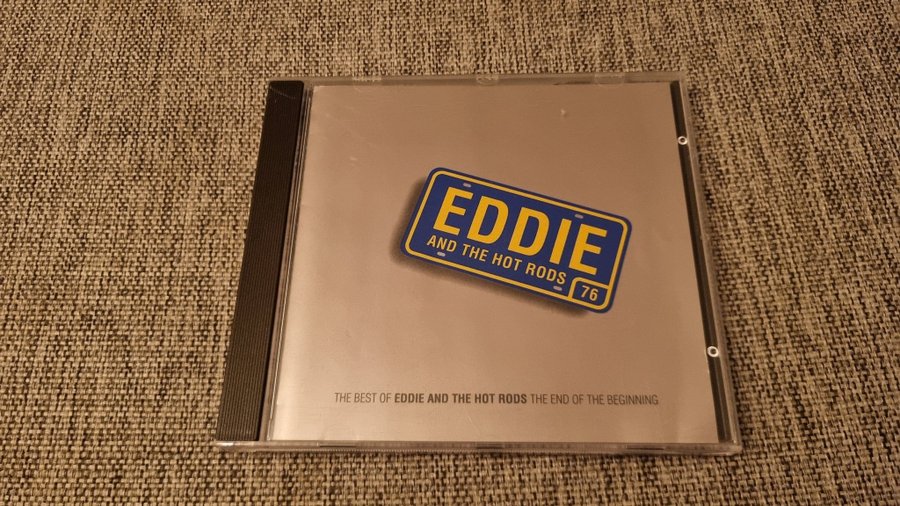 EDDIE
AND THE HOT RODS
76
THE BEST OF EDDIE AND THE HOT RODS THE END OF THE BEGINNING